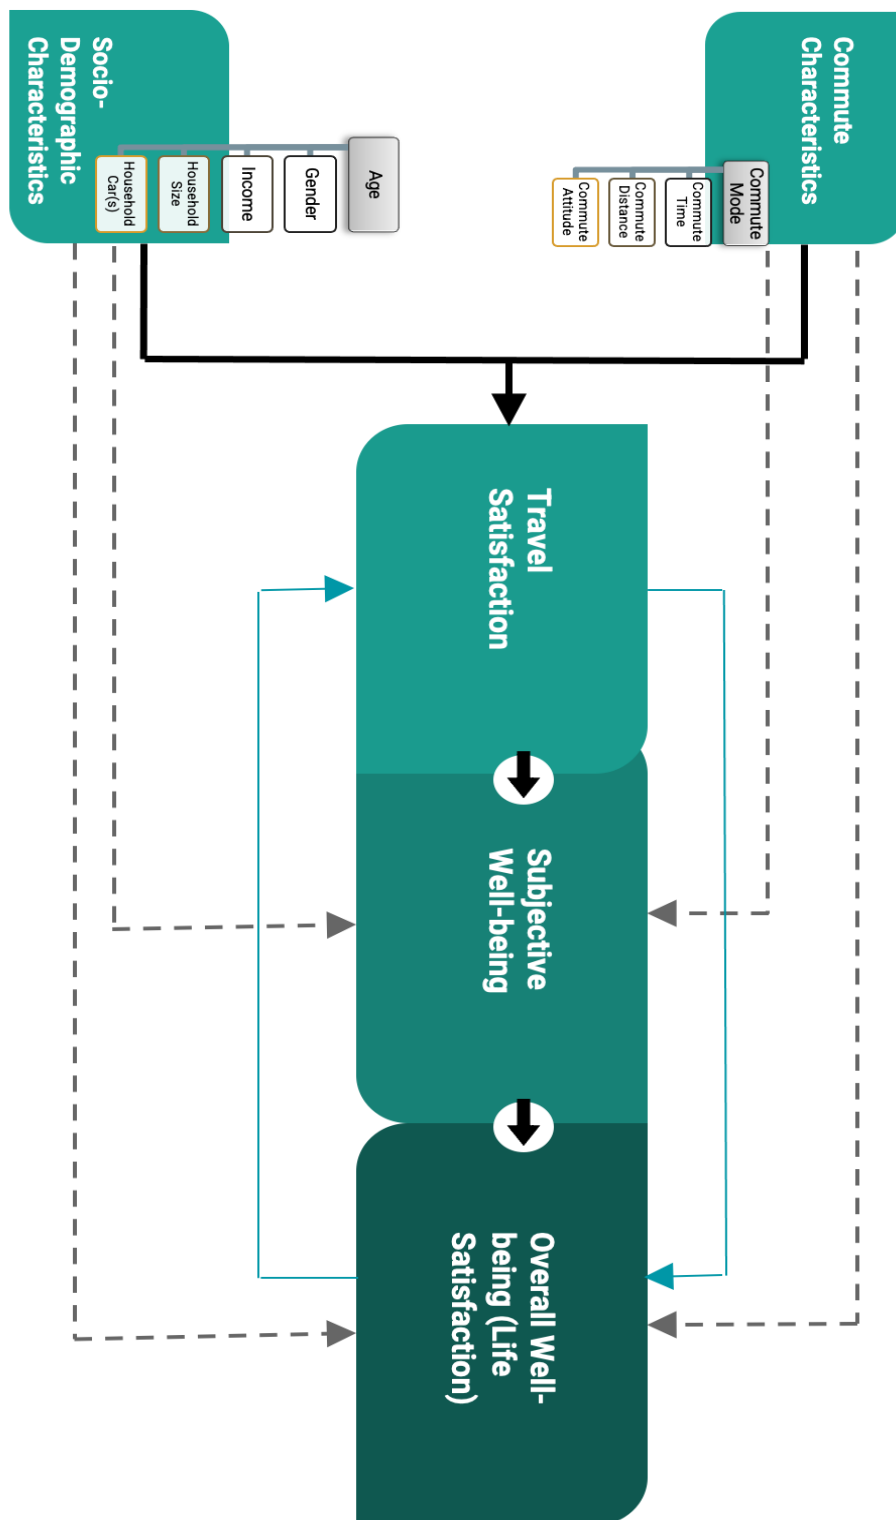 Commute
Characteristics
Commute
Mode
Commute
Time
Commute
Distance
Commute
Attitude
Travel
Satisfaction
Subjective
Well-being
Overall Well-
being (Life
Satisfaction)
Age
Gender
Income
Household
Size
Household
Car(s)
Socio-
Demographic
Characteristics